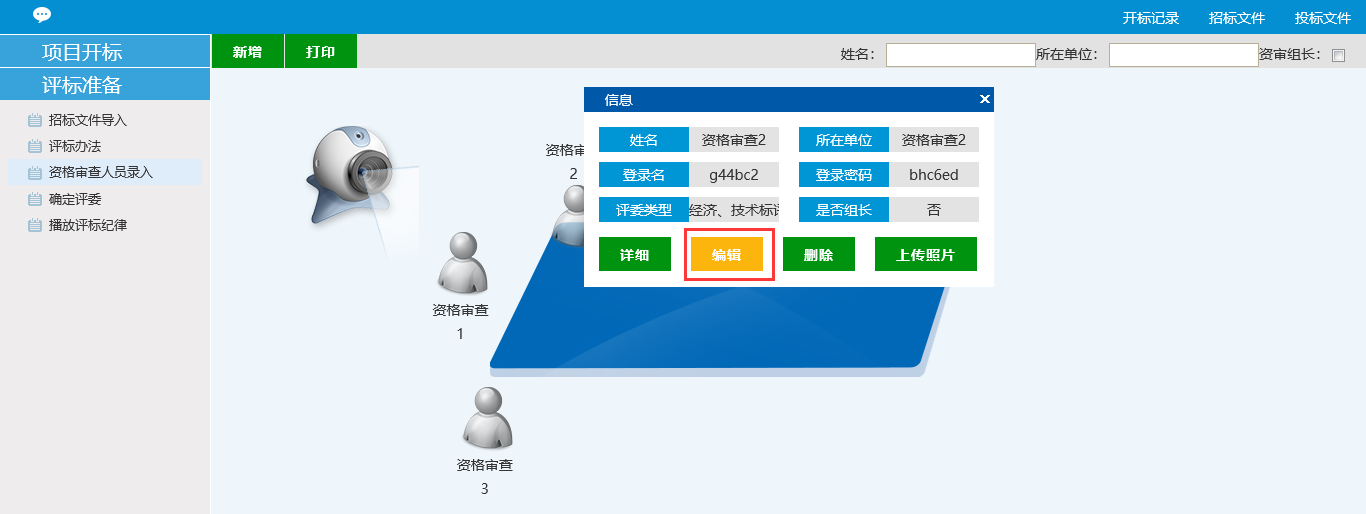 开标记录 招标文件 投标文件
项目开标
评标准备
招标文件导入
评标办法
资格审查人员录入
确定评委
播放评标纪律
新增 打印
姓名： 所在单位： 资审组长：
资格审
2
资格审查
1
资格审查
3
信息
姓名 资格审查2 所在单位 资格审查2
登录名 g44bc2 登录密码 bhc6ed
评委类型 经济、技术标评 是否组长 否
详细 编辑 删除 上传照片